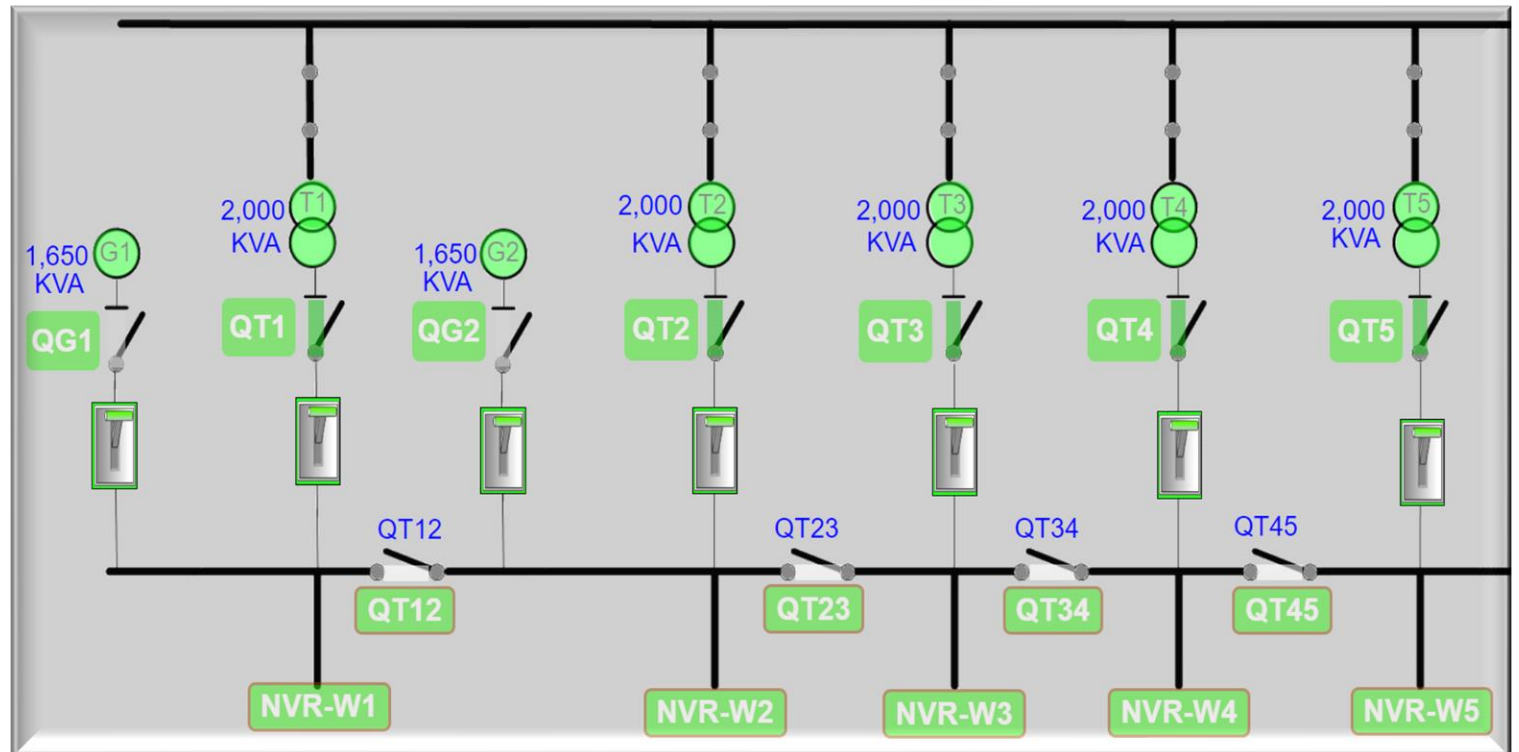 T1
2,000
KVA
T2
2,000
KVA
T3
2,000
KVA
T4
2,000
KVA
T5
2,000
KVA
G1
1,650
KVA
G2
1,650
KVA
QG1
QT1
QG2
QT2
QT3
QT4
QT5
QT12
QT23
QT34
QT45
QT12
QT23
QT34
QT45
NVR-W1
NVR-W2
NVR-W3
NVR-W4
NVR-W5